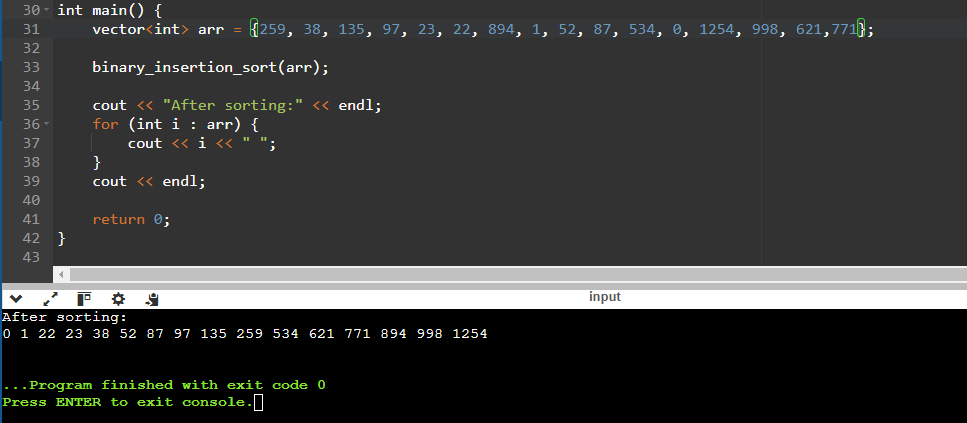 30 int main() {
31     vector<int> arr = {259, 38, 135, 97, 23, 22, 894, 1, 52, 87, 534, 0, 1254, 998, 621,771};
32
33     binary_insertion_sort(arr);
34
35     cout << "After sorting:" << endl;
36     for (int i : arr) {
37         cout << i << " ";
38     }
39     cout << endl;
40
41     return 0;
42 }
43
input
After sorting:
0 1 22 23 38 52 87 97 135 259 534 621 771 894 998 1254
...Program finished with exit code 0
Press ENTER to exit console.